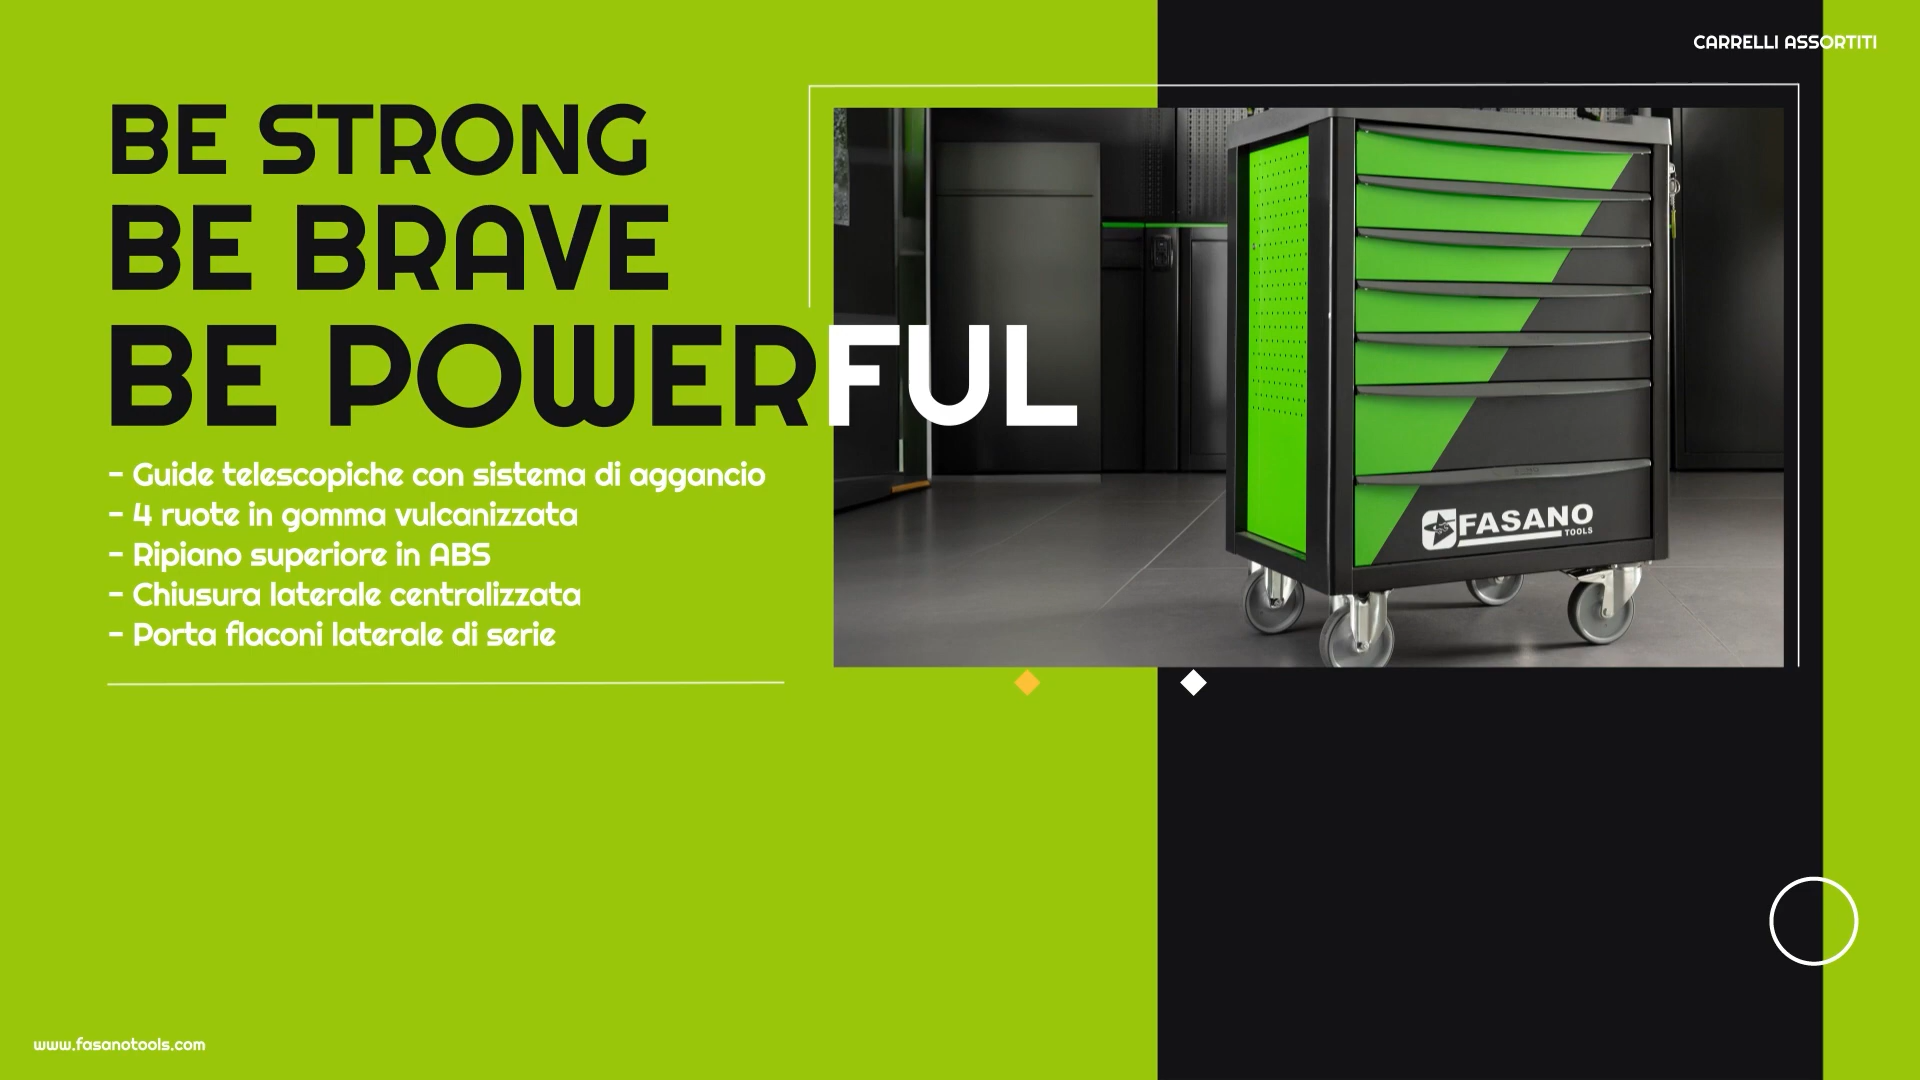 CARRELLI ASSORTITI
BE STRONG
BE BRAVE
BE POWERFUL
- Guide telescopiche con sistema di aggancio
- 4 ruote in gomma vulcanizzata
- Ripiano superiore in ABS
- Chiusura laterale centralizzata
- Porta flaconi laterale di serie
FASANO
TOOLS
www.fasanotools.com